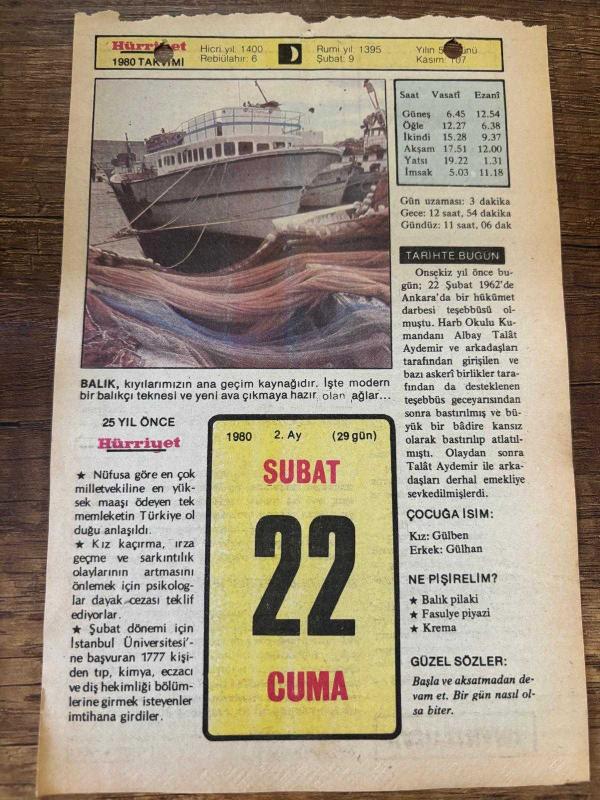 Hürriyet
1980 TAKVİMİ
Hicri yıl: 1400
Rebiülahır: 6
Rumi yıl: 1395
Şubat: 9
Yılın
Kasım: 107
Saat Vasatî Ezanî
Güneş 6.45 12.54
Öğle 12.27 6.38
İkindi 15.28 9.37
Akşam 17.51 12.00
Yatsı 19.22 1.31
İmsak 5.03 11.18
Gün uzaması: 3 dakika
Gece: 12 saat, 54 dakika
Gündüz: 11 saat, 06 dak
TARİHTE BUGÜN
Onsekiz yıl önce bu-
gün; 22 Şubat 1962'de
Ankara'da bir hükümet
darbesi teşebbüsü ol-
muştu. Harb Okulu Ku-
mandanı Albay Talât
Aydemir ve arkadaşları
tarafından girişilen ve
bazı askerî birlikler tara-
fından da desteklenen
teşebbüs geceyarısından
sonra bastırılmış ve bü-
yük bir bâdire kansız
olarak bastırılıp atlatıl-
mıştı. Olaydan sonra
Talât Aydemir ile arka-
daşları derhal emekliye
sevkedilmişlerdi.
ÇOCUĞA İSİM:
Kız: Gülben
Erkek: Gülhan
NE PİŞİRELİM?
★ Balık pilaki
★ Fasulye piyazi
★ Krema
GÜZEL SÖZLER:
Başla ve aksatmadan de-
vam et. Bir gün nasıl ol-
sa biter.
BALIK, kıyılarımızın ana geçim kaynağıdır. İşte modern
bir balıkçı teknesi ve yeni ava çıkmaya hazır olan ağlar...
25 YIL ÖNCE
Hürriyet
★ Nüfusa göre en çok
milletvekiline en yük-
sek maaşı ödeyen tek
memleketin Türkiye ol
duğu anlaşıldı.
★ Kız kaçırma, ırza
geçme ve sarkıntılık
olaylarının artmasını
önlemek için psikolog-
lar dayak cezası teklif
ediyorlar.
★ Şubat dönemi için
İstanbul Üniversitesi'-
ne başvuran 1777 kişi-
den tıp, kimya, eczacı
ve diş hekimliği bölüm-
lerine girmek isteyenler
imtihana girdiler.
1980 2. Ay (29 gün)
ŞUBAT
22
CUMA